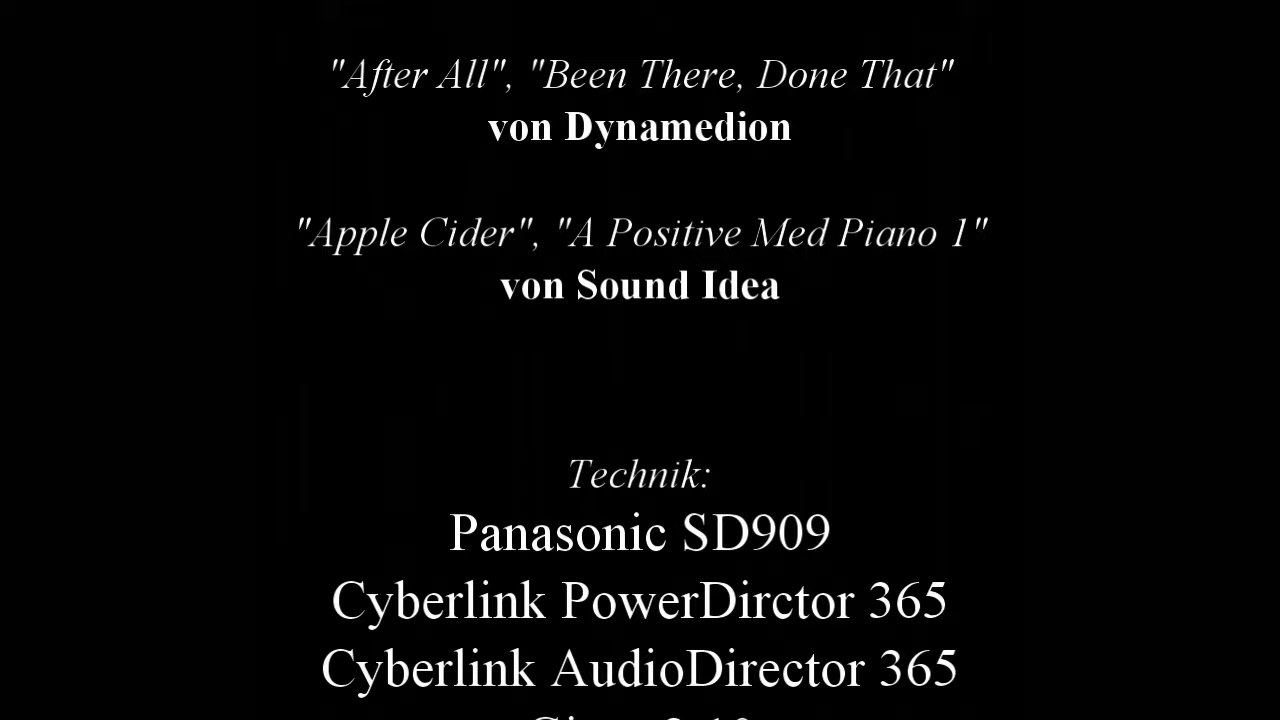 "After All", "Been There, Done That"
von Dynamedion
"Apple Cider", "A Positive Med Piano 1"
von Sound Idea
Technik:
Panasonic SD909
Cyberlink PowerDirctor 365
Cyberlink AudioDirector 365